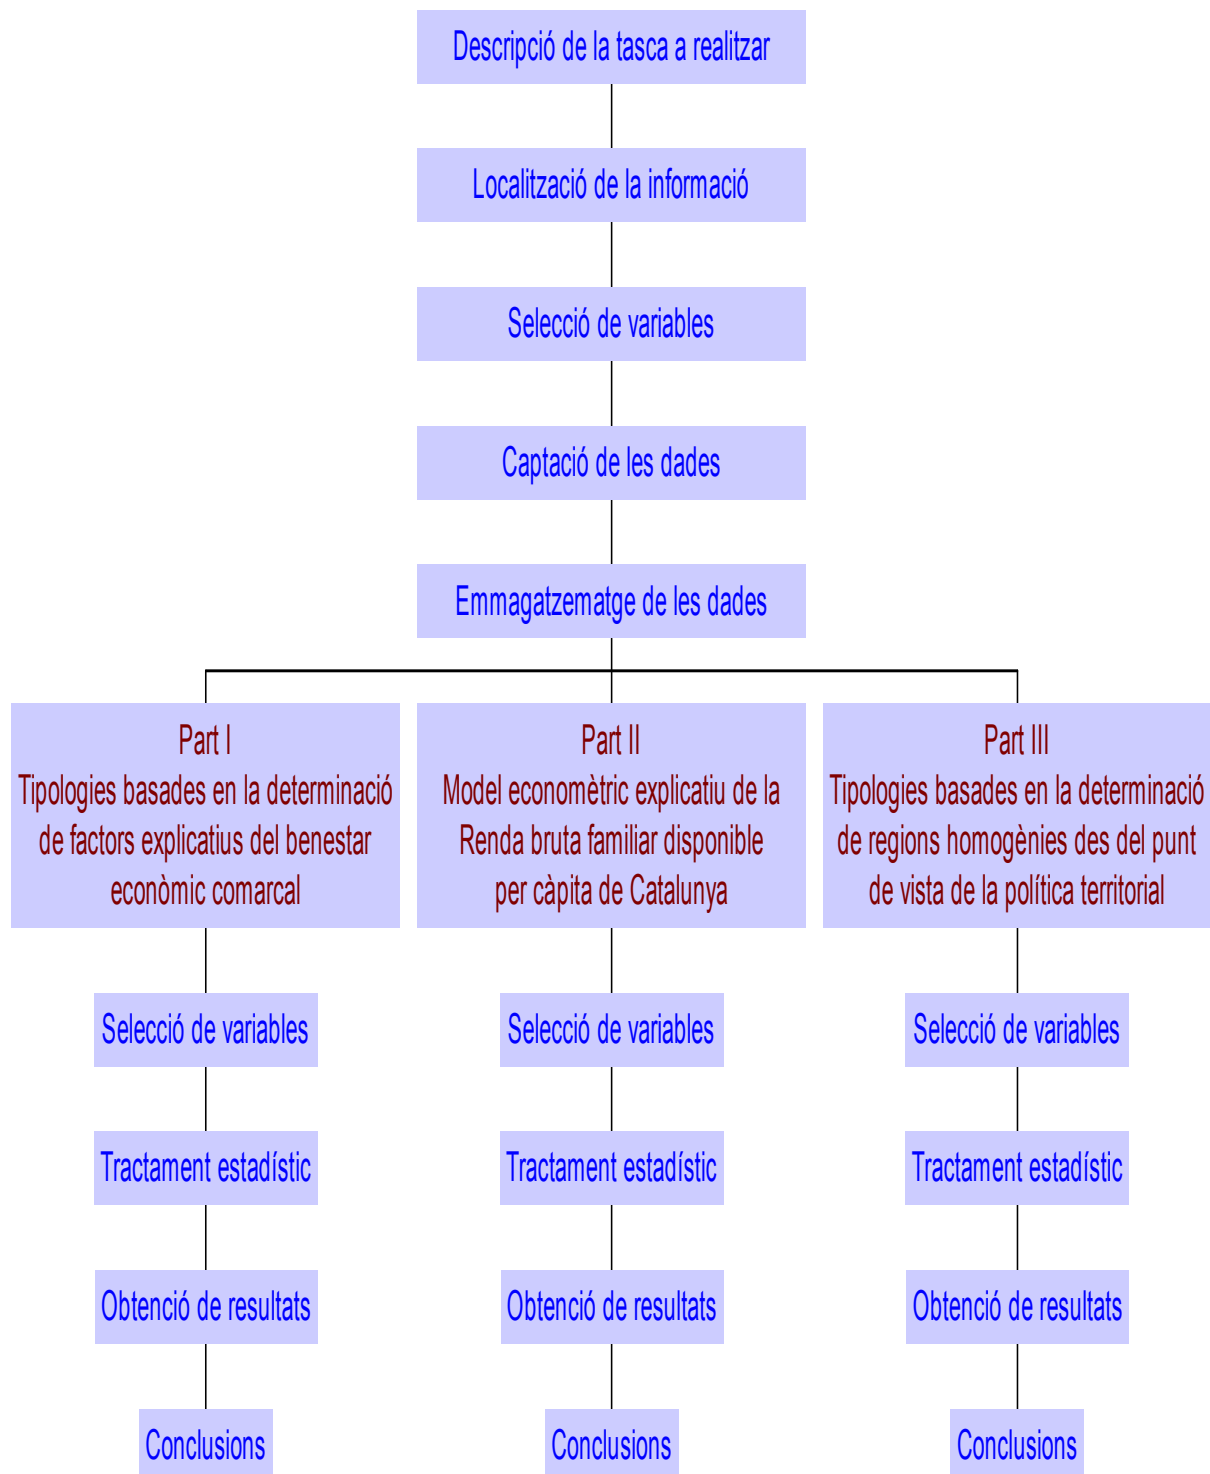 Descripció de la tasca a realitzar
Localització de la informació
Selecció de variables
Captació de les dades
Emmagatzematge de les dades
Part I
Tipologies basades en la determinació
de factors explicatius del benestar
econòmic comarcal
Part II
Model economètric explicatiu de la
Renda bruta familiar disponible
per càpita de Catalunya
Part III
Tipologies basades en la determinació
de regions homogènies des del punt
de vista de la política territorial
Selecció de variables
Selecció de variables
Selecció de variables
Tractament estadístic
Tractament estadístic
Tractament estadístic
Obtenció de resultats
Obtenció de resultats
Obtenció de resultats
Conclusions
Conclusions
Conclusions